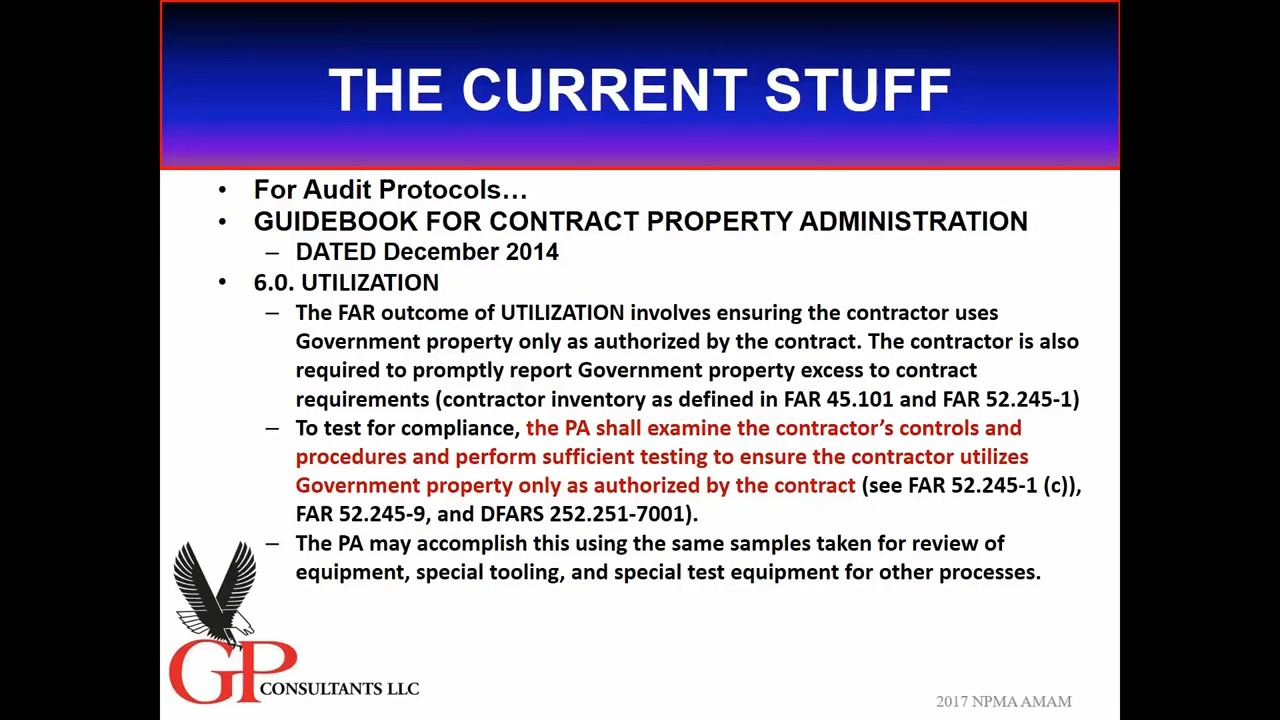 THE CURRENT STUFF
• For Audit Protocols…
• GUIDEBOOK FOR CONTRACT PROPERTY ADMINISTRATION
– DATED December 2014
• 6.0. UTILIZATION
– The FAR outcome of UTILIZATION involves ensuring the contractor uses
Government property only as authorized by the contract. The contractor is also
required to promptly report Government property excess to contract
requirements (contractor inventory as defined in FAR 45.101 and FAR 52.245-1)
– To test for compliance, the PA shall examine the contractor’s controls and
procedures and perform sufficient testing to ensure the contractor utilizes
Government property only as authorized by the contract (see FAR 52.245-1 (c)),
FAR 52.245-9, and DFARS 252.251-7001).
– The PA may accomplish this using the same samples taken for review of
equipment, special tooling, and special test equipment for other processes.
GP CONSULTANTS LLC
2017 NPMA AMAM